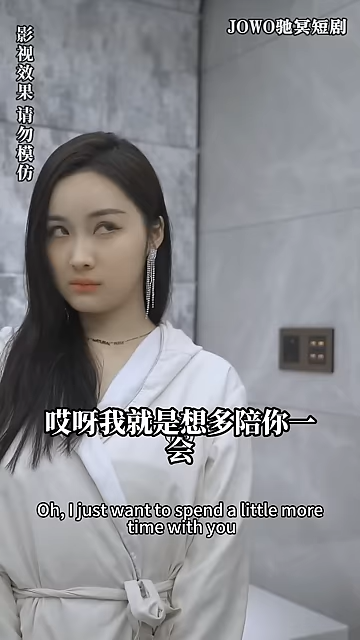 JOWO驰冥短剧
影视效果 请勿模仿
哎呀我就是想多陪你一
会
Oh, I just want to spend a little more
time with you